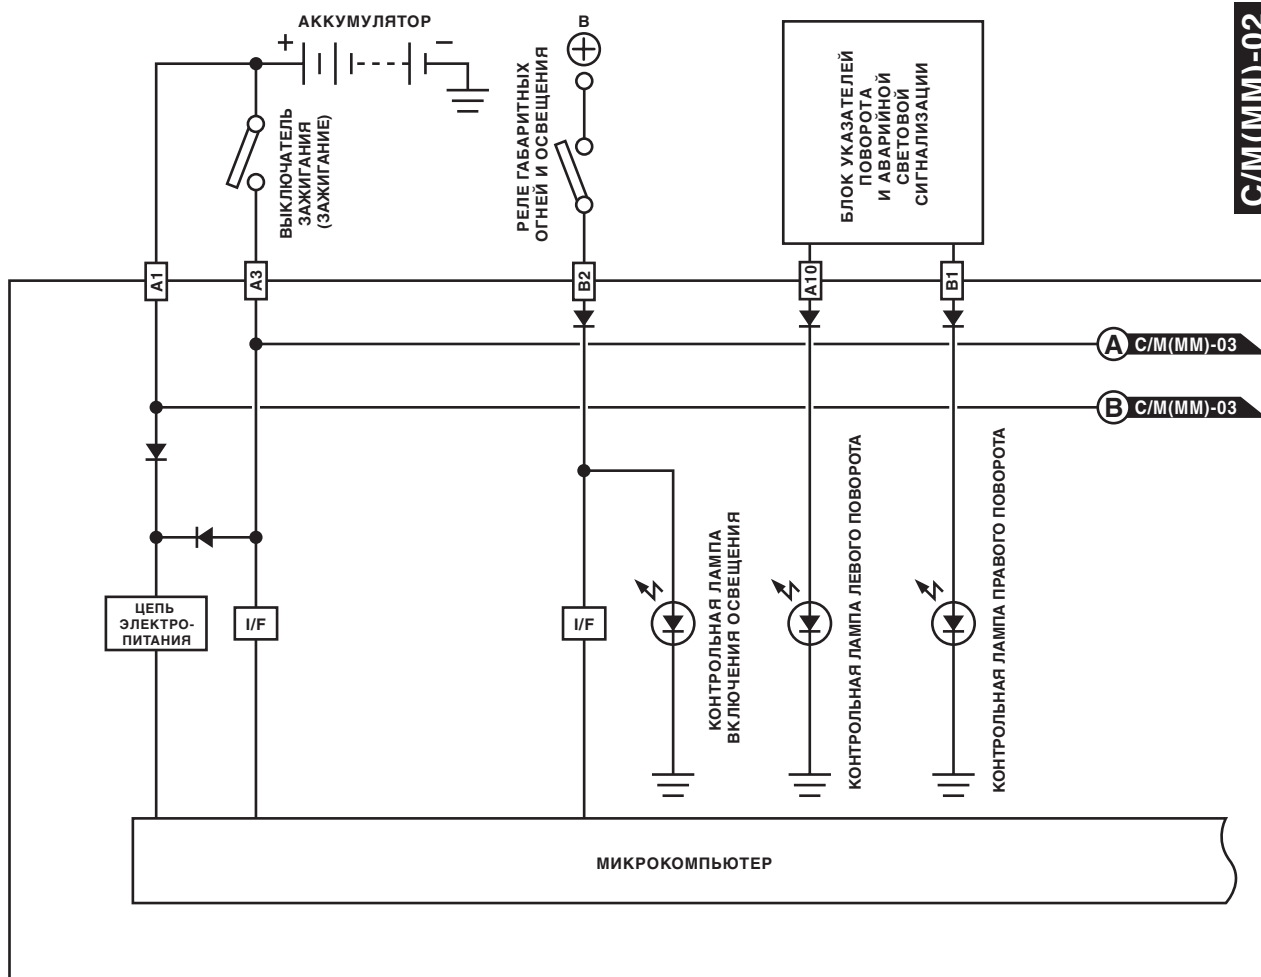 АККУМУЛЯТОР
+
−
B
C/M(MM)-02
ВЫКЛЮЧАТЕЛЬ
ЗАЖИГАНИЯ
(ЗАЖИГАНИЕ)
РЕЛЕ ГАБАРИТНЫХ
ОГНЕЙ И ОСВЕЩЕНИЯ
БЛОК УКАЗАТЕЛЕЙ
ПОВОРОТА
И АВАРИЙНОЙ
СВЕТОВОЙ
СИГНАЛИЗАЦИИ
A1
A3
B2
A10
B1
A C/M(MM)-03
B C/M(MM)-03
ЦЕПЬ
ЭЛЕКТРО-
ПИТАНИЯ
I/F
I/F
КОНТРОЛЬНАЯ ЛАМПА
ВКЛЮЧЕНИЯ ОСВЕЩЕНИЯ
КОНТРОЛЬНАЯ ЛАМПА ЛЕВОГО ПОВОРОТА
КОНТРОЛЬНАЯ ЛАМПА ПРАВОГО ПОВОРОТА
МИКРОКОМПЬЮТЕР